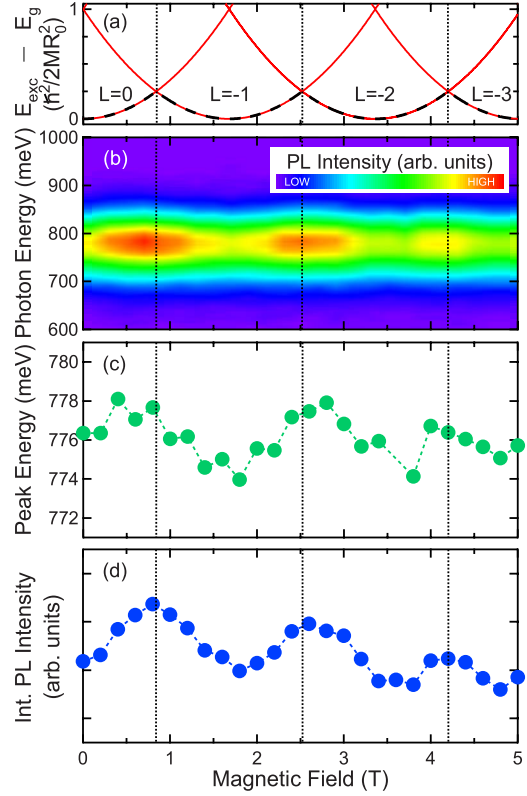 E_exc − E_g
(ħ²/2MR₀²)
1
0
(a)
L=0
L=-1
L=-2
L=-3
Photon Energy (meV)
1000
900
800
700
600
(b)
PL Intensity (arb. units)
LOW
HIGH
Peak Energy (meV)
780
778
776
774
772
(c)
Int. PL Intensity
(arb. units)
(d)
0
1
2
3
4
5
Magnetic Field (T)